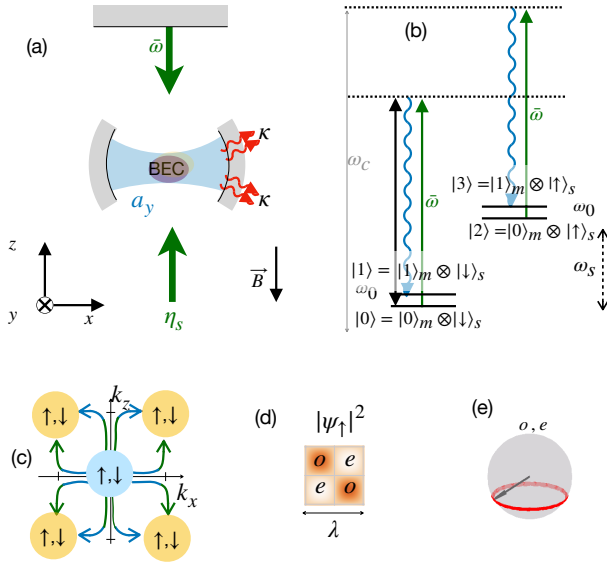 (a)
ω̄
κ
BEC
a_y
κ
z
B⃗
y
x
η_s
(b)
ω_c
ω̄
|3⟩ =|1⟩_m ⊗ |↑⟩_s
ω_0
ω̄
|2⟩ =|0⟩_m ⊗ |↑⟩_s
|1⟩ = |1⟩_m ⊗ |↓⟩_s
ω_s
ω_0
|0⟩ = |0⟩_m ⊗|↓⟩_s
(c)
↑,↓ k_z ↑,↓
↑,↓
k_x
↑,↓ ↑,↓
(d)
|ψ_↑|^2
o e
e o
λ
(e)
o , e